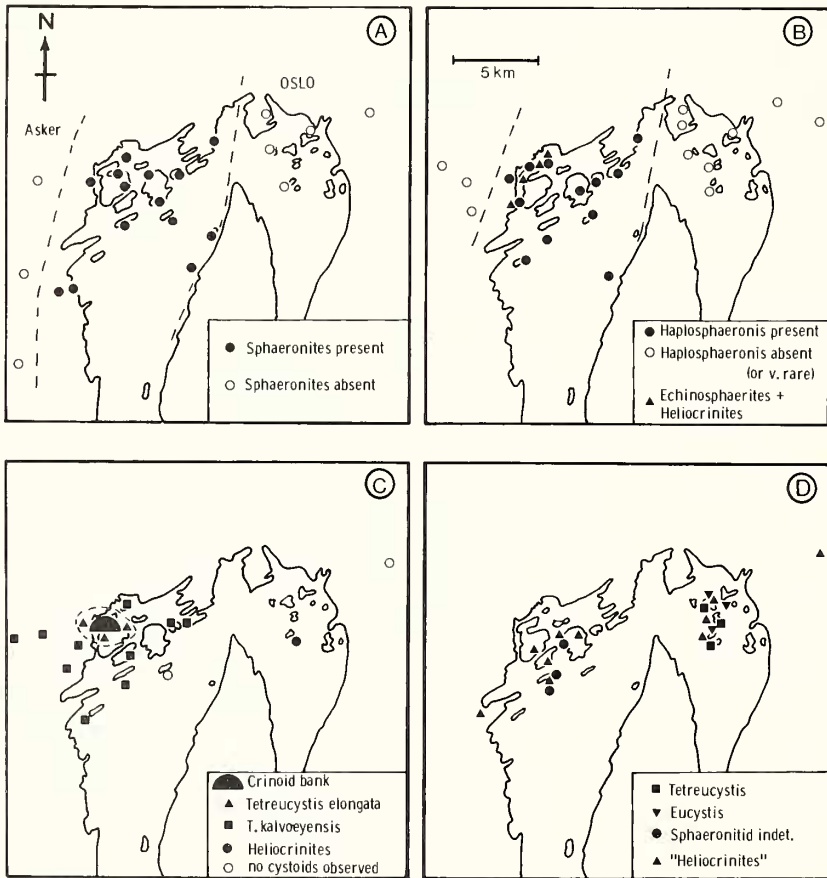 N
A
OSLO
Asker
Sphaeronites present
Sphaeronites absent
B
5 km
Haplosphaeronis present
Haplosphaeronis absent
(or v. rare)
Echinosphaerites +
Heliocrinites
C
Crinoid bank
Tetreucystis elongata
T. kalvoeyensis
Heliocrinites
no cystoids observed
D
Tetreucystis
Eucystis
Sphaeronitid indet.
"Heliocrinites"